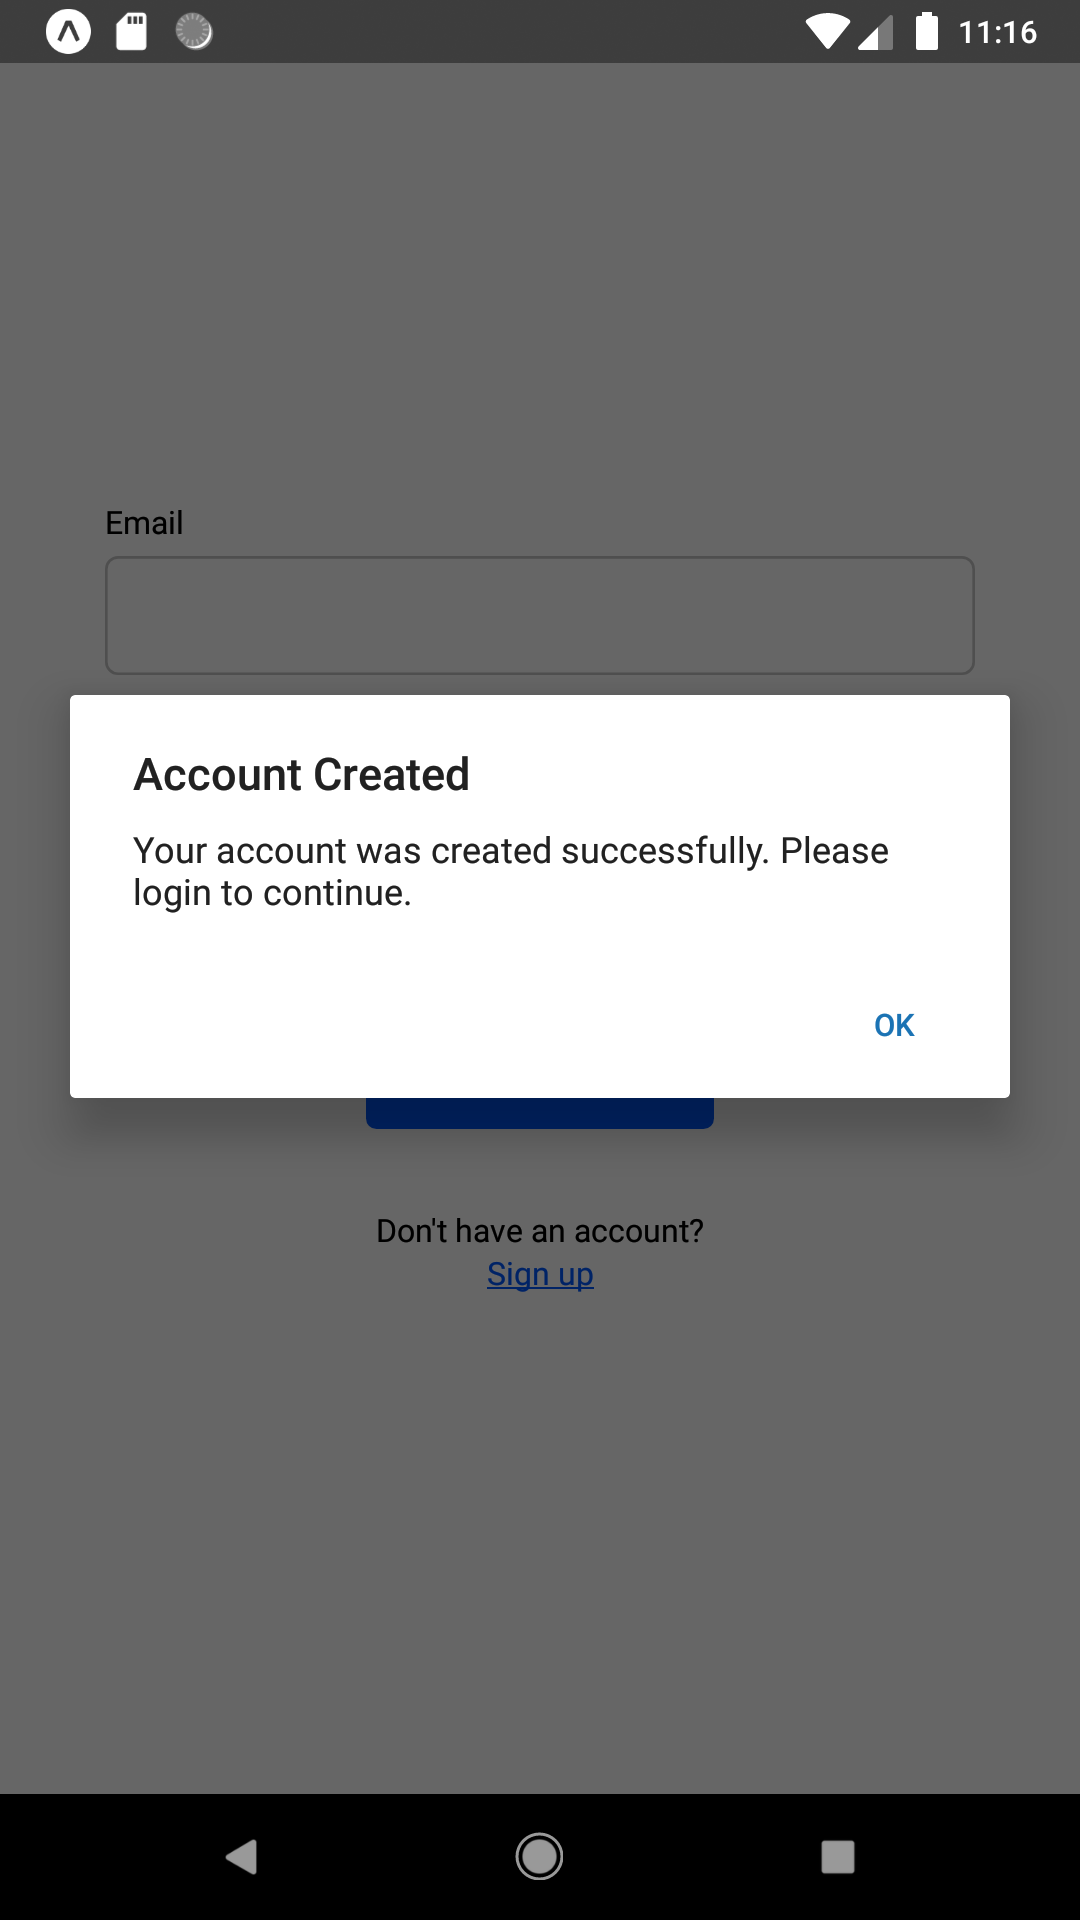 11:16
Email
Account Created
Your account was created successfully. Please
login to continue.
OK
Don't have an account?
Sign up